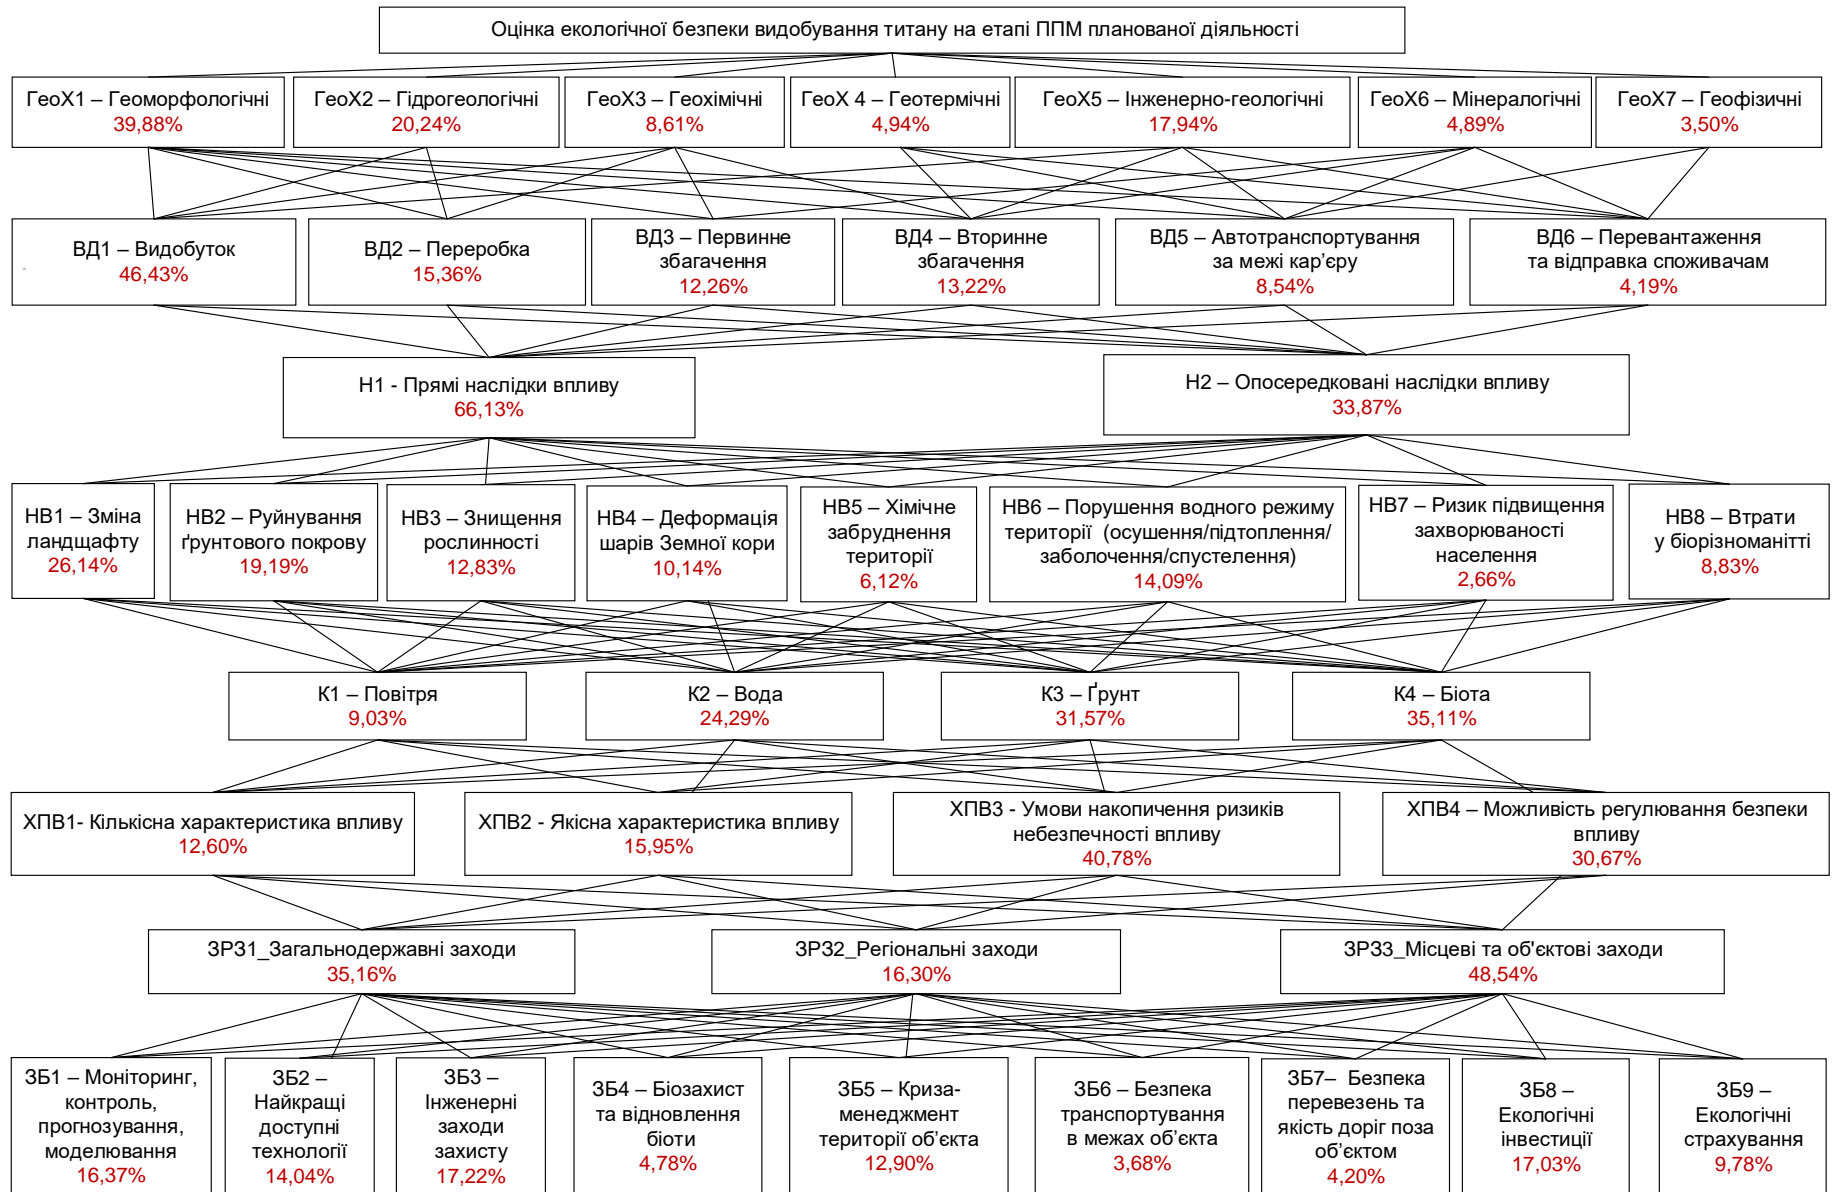 Оцінка екологічної безпеки видобування титану на етапі ППМ планованої діяльності
ГеоХ1 – Геоморфологічні
39,88%
ГеоХ2 – Гідрогеологічні
20,24%
ГеоХ3 – Геохімічні
8,61%
ГеоХ 4 – Геотермічні
4,94%
ГеоХ5 – Інженерно-геологічні
17,94%
ГеоХ6 – Мінералогічні
4,89%
ГеоХ7 – Геофізичні
3,50%
ВД1 – Видобуток
46,43%
ВД2 – Переробка
15,36%
ВД3 – Первинне
збагачення
12,26%
ВД4 – Вторинне
збагачення
13,22%
ВД5 – Автотранспортування
за межі кар’єру
8,54%
ВД6 – Перевантаження
та відправка споживачам
4,19%
Н1 - Прямі наслідки впливу
66,13%
Н2 – Опосередковані наслідки впливу
33,87%
НВ1 – Зміна
ландшафту
26,14%
НВ2 – Руйнування
ґрунтового покрову
19,19%
НВ3 – Знищення
рослинності
12,83%
НВ4 – Деформація
шарів Земної кори
10,14%
НВ5 – Хімічне
забруднення
території
6,12%
НВ6 – Порушення водного режиму
території (осушення/підтоплення/
заболочення/спустелення)
14,09%
НВ7 – Ризик підвищення
захворюваності
населення
2,66%
НВ8 – Втрати
у біорізноманітті
8,83%
К1 – Повітря
9,03%
К2 – Вода
24,29%
К3 – Ґрунт
31,57%
К4 – Біота
35,11%
ХПВ1- Кількісна характеристика впливу
12,60%
ХПВ2 - Якісна характеристика впливу
15,95%
ХПВ3 - Умови накопичення ризиків
небезпечності впливу
40,78%
ХПВ4 – Можливість регулювання безпеки
впливу
30,67%
ЗРЗ1_Загальнодержавні заходи
35,16%
ЗРЗ2_Регіональні заходи
16,30%
ЗРЗ3_Місцеві та об'єктові заходи
48,54%
ЗБ1 – Моніторинг,
контроль,
прогнозування,
моделювання
16,37%
ЗБ2 –
Найкращі
доступні
технології
14,04%
ЗБ3 –
Інженерні
заходи
захисту
17,22%
ЗБ4 – Біозахист
та відновлення
біоти
4,78%
ЗБ5 – Криза-
менеджмент
території об’єкта
12,90%
ЗБ6 – Безпека
транспортування
в межах об’єкта
3,68%
ЗБ7– Безпека
перевезень та
якість доріг поза
об’єктом
4,20%
ЗБ8 –
Екологічні
інвестиції
17,03%
ЗБ9 –
Екологічні
страхування
9,78%